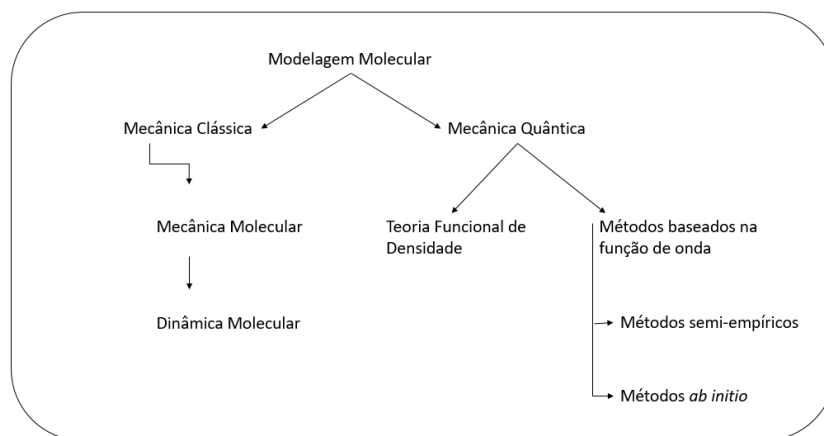 Modelagem Molecular
Mecânica Clássica
Mecânica Quântica
Mecânica Molecular
Teoria Funcional de
Densidade
Métodos baseados na
função de onda
Dinâmica Molecular
Métodos semi-empíricos
Métodos ab initio